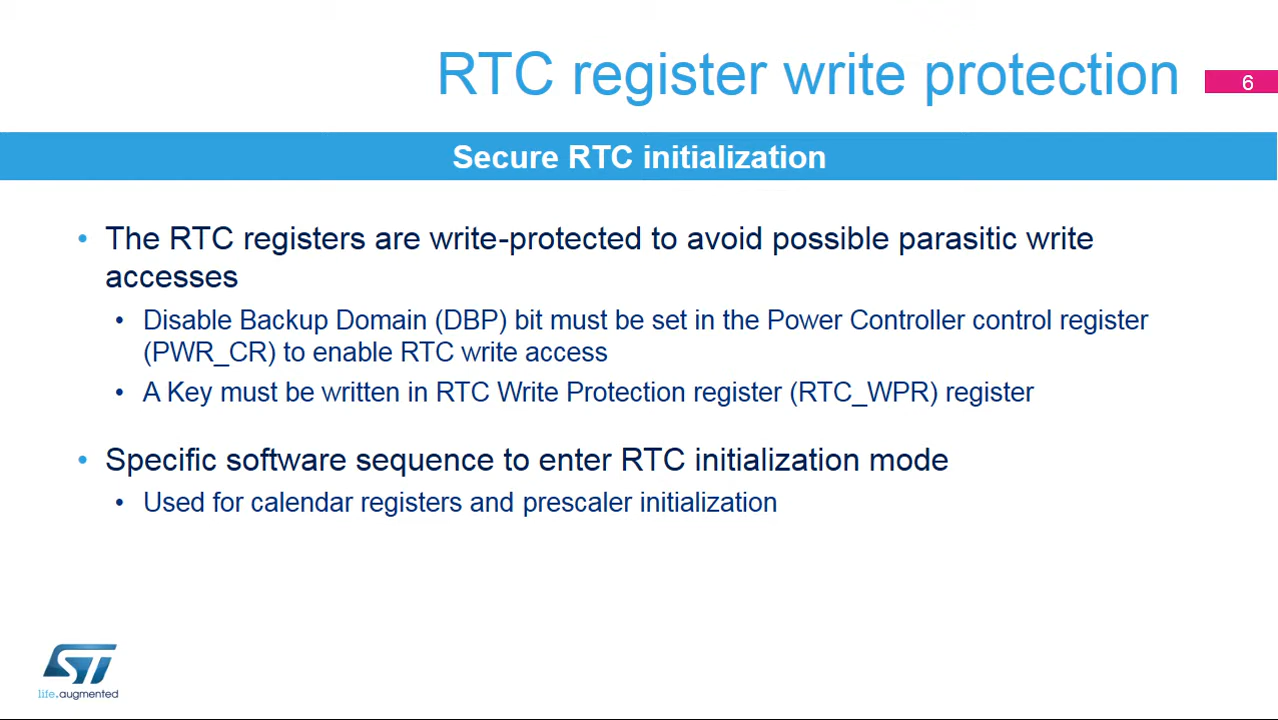 RTC register write protection
6
Secure RTC initialization
• The RTC registers are write-protected to avoid possible parasitic write
accesses
• Disable Backup Domain (DBP) bit must be set in the Power Controller control register
(PWR_CR) to enable RTC write access
• A Key must be written in RTC Write Protection register (RTC_WPR) register
• Specific software sequence to enter RTC initialization mode
• Used for calendar registers and prescaler initialization
ST
life.augmented